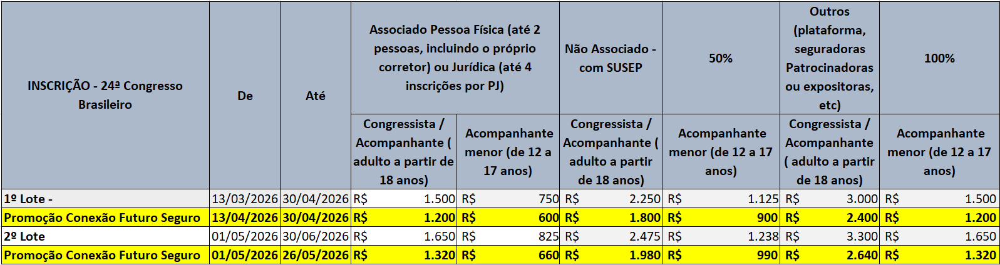 INSCRIÇÃO - 24ª Congresso
Brasileiro
De
Até
Associado Pessoa Física (até 2
pessoas, incluindo o próprio
corretor) ou Jurídica (até 4
inscrições por PJ)
Não Associado -
com SUSEP
50%
Outros
(plataforma,
seguradoras
Patrocinadoras
ou expositoras,
etc)
100%
Congressista /
Acompanhante (
adulto a partir de
18 anos)
Acompanhante
menor (de 12 a
17 anos)
Congressista /
Acompanhante (
adulto a partir
de 18 anos)
Acompanhante
menor (de 12 a 17
anos)
Congressista /
Acompanhante
( adulto a partir
de 18 anos)
Acompanhante
menor (de 12 a 17
anos)
1º Lote - 13/03/2026 30/04/2026 R$ 1.500 R$ 750 R$ 2.250 R$ 1.125 R$ 3.000 R$ 1.500
Promoção Conexão Futuro Seguro 13/04/2026 30/04/2026 R$ 1.200 R$ 600 R$ 1.800 R$ 900 R$ 2.400 R$ 1.200
2º Lote 01/05/2026 30/06/2026 R$ 1.650 R$ 825 R$ 2.475 R$ 1.238 R$ 3.300 R$ 1.650
Promoção Conexão Futuro Seguro 01/05/2026 26/05/2026 R$ 1.320 R$ 660 R$ 1.980 R$ 990 R$ 2.640 R$ 1.320